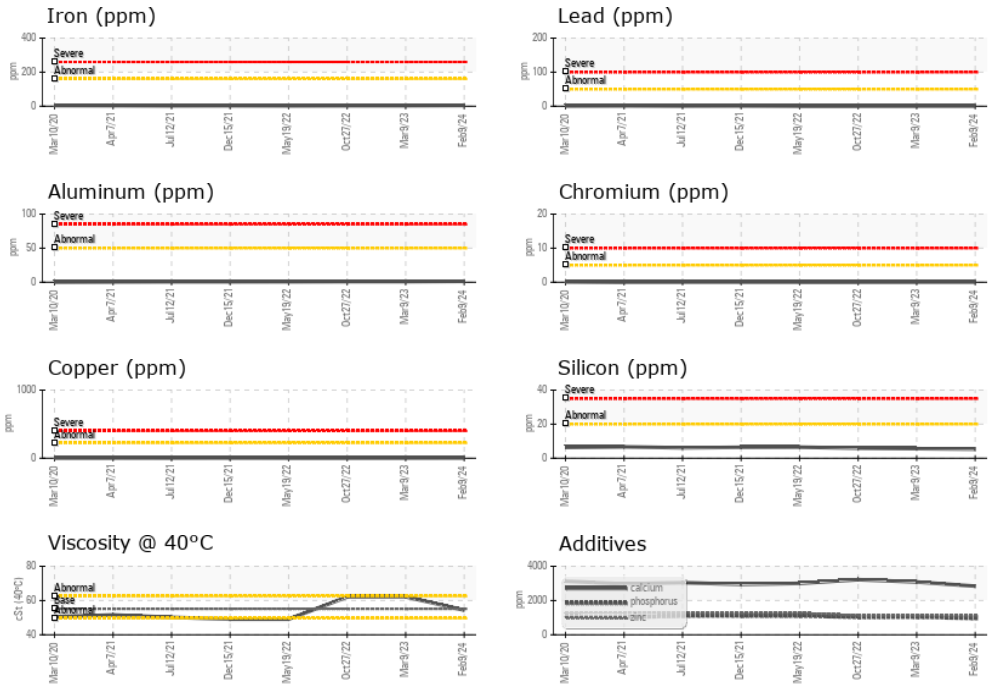 Iron (ppm)
400
200
0
ppm
Severe
Abnormal
Mar10/20
Apr7/21
Jul12/21
Dec15/21
May19/22
Oct27/22
Mar9/23
Feb9/24
Lead (ppm)
200
100
0
ppm
Severe
Abnormal
Mar10/20
Apr7/21
Jul12/21
Dec15/21
May19/22
Oct27/22
Mar9/23
Feb9/24
Aluminum (ppm)
100
50
0
ppm
Severe
Abnormal
Mar10/20
Apr7/21
Jul12/21
Dec15/21
May19/22
Oct27/22
Mar9/23
Feb9/24
Chromium (ppm)
20
10
0
ppm
Severe
Abnormal
Mar10/20
Apr7/21
Jul12/21
Dec15/21
May19/22
Oct27/22
Mar9/23
Feb9/24
Copper (ppm)
1000
0
ppm
Severe
Abnormal
Mar10/20
Apr7/21
Jul12/21
Dec15/21
May19/22
Oct27/22
Mar9/23
Feb9/24
Silicon (ppm)
40
20
0
ppm
Severe
Abnormal
Mar10/20
Apr7/21
Jul12/21
Dec15/21
May19/22
Oct27/22
Mar9/23
Feb9/24
Viscosity @ 40°C
80
60
40
cSt (40°C)
Abnormal
Base
Abnormal
Mar10/20
Apr7/21
Jul12/21
Dec15/21
May19/22
Oct27/22
Mar9/23
Feb9/24
Additives
4000
2000
0
ppm
calcium
phosphorus
zinc
Mar10/20
Apr7/21
Jul12/21
Dec15/21
May19/22
Oct27/22
Mar9/23
Feb9/24